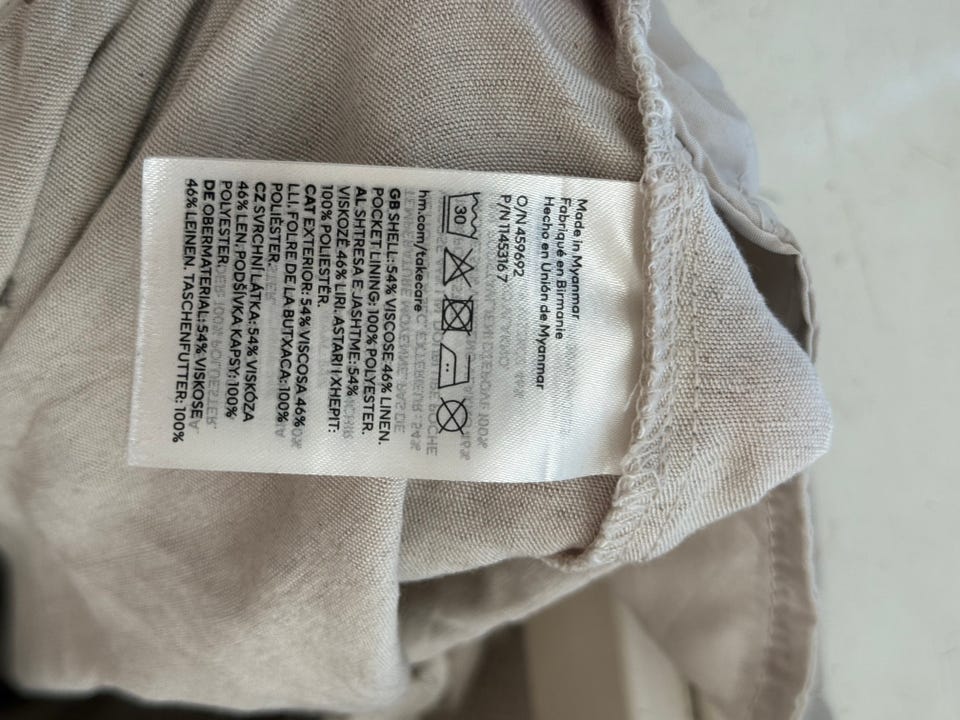 Made in Myanmar
Fabriqué en Birmanie
Hecho en Unión de Myanmar
O/N 459692
P/N 1145316 7
30
hm.com/takecare
GB SHELL: 54% VISCOSE 46% LINEN.
POCKET LINING: 100% POLYESTER.
AL SHTRESA E JASHTME: 54%
VISKOZË 46% LIRI. ASTARI I XHEPIT:
100% POLIESTËR.
CAT EXTERIOR: 54% VISCOSA 46%
LLI. FOLRE DE LA BUTXACA: 100%
POLIÈSTER.
CZ SVRCHNÍ LÁTKA: 54% VISKÓZA
46% LEN. PODŠÍVKA KAPSY: 100%
POLYESTER.
DE OBERMATERIAL: 54% VISKOSE
46% LEINEN. TASCHENFUTTER: 100%